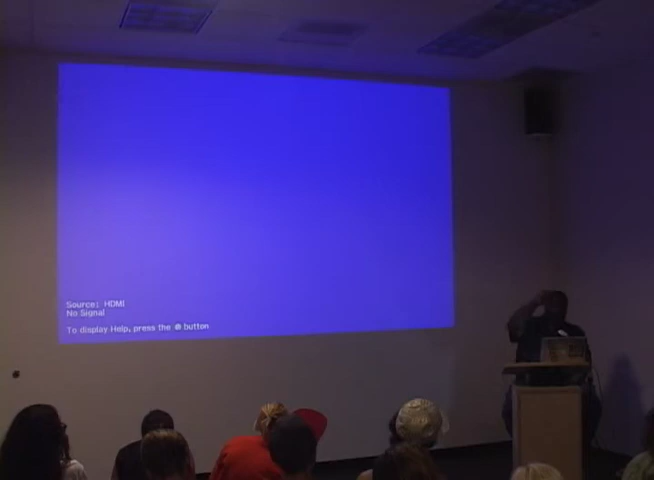 Source: HDMI
No Signal
To display Help, press the button